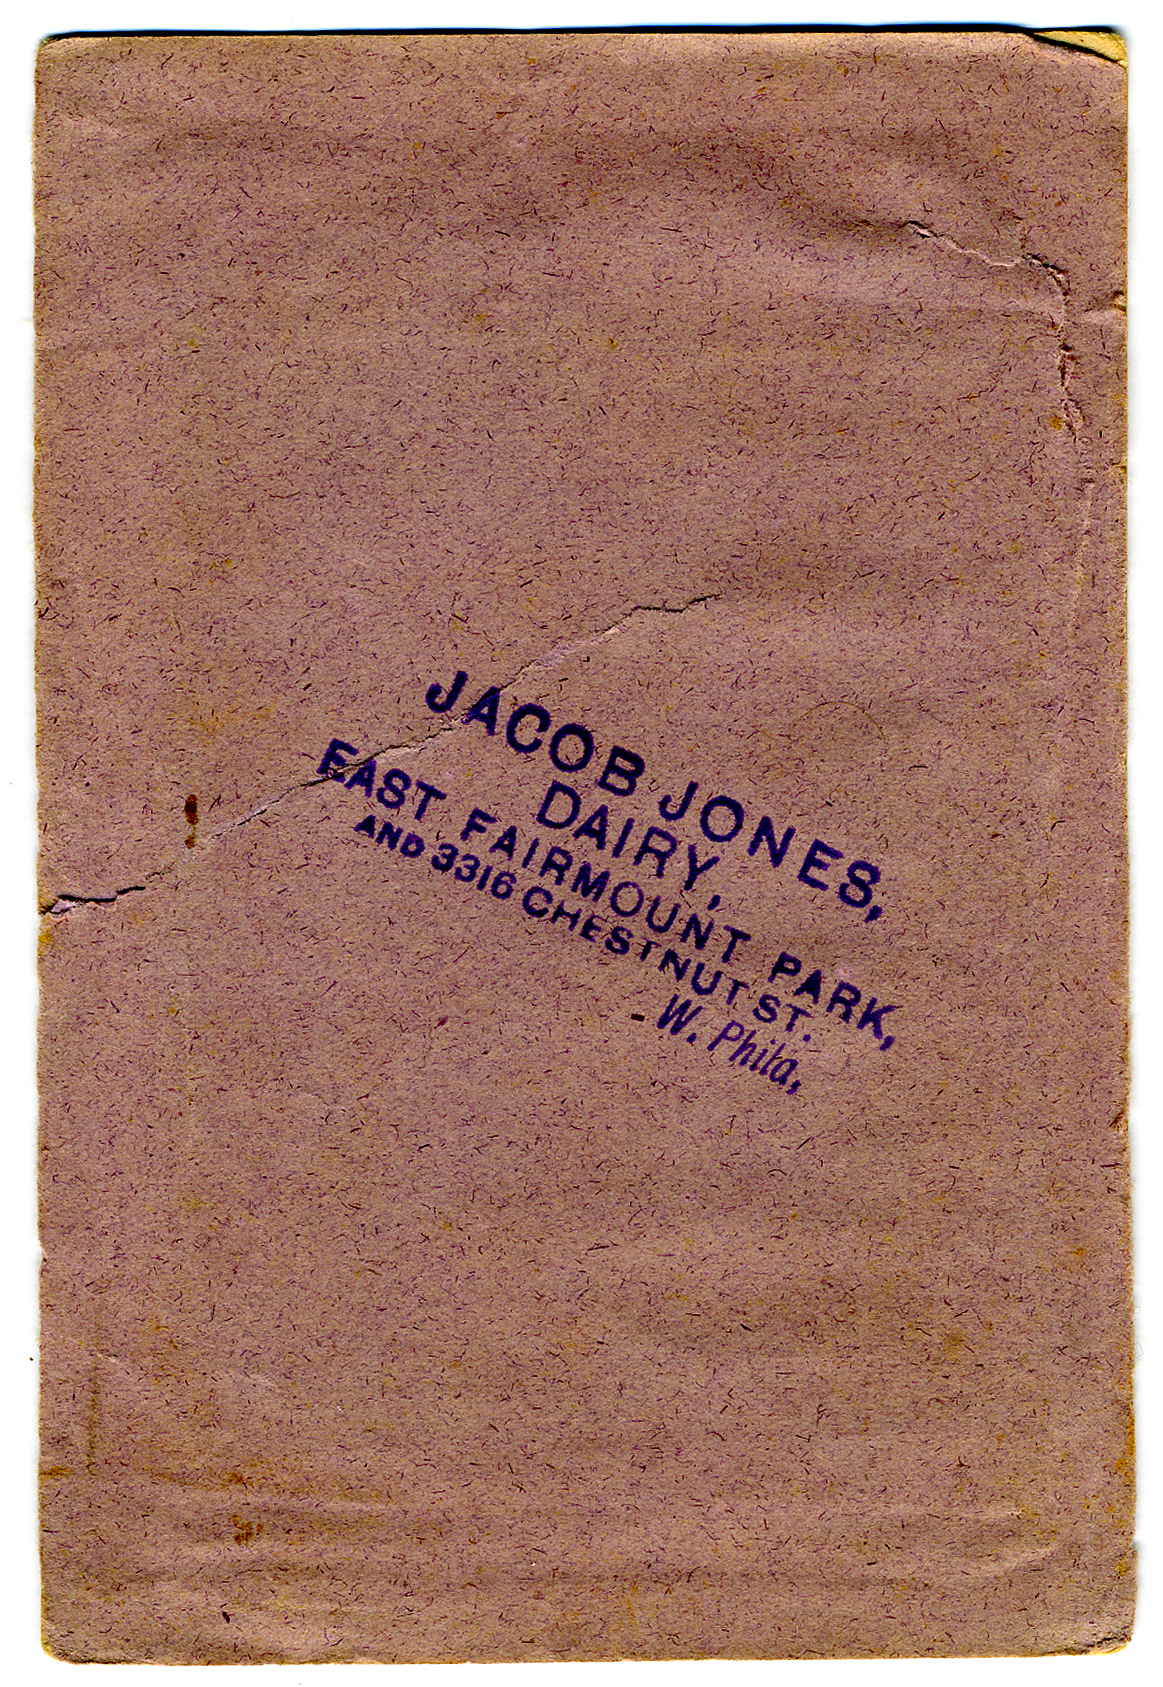 JACOB JONES,
DAIRY,
EAST FAIRMOUNT PARK,
AND 3316 CHESTNUT ST.
W. Phila,